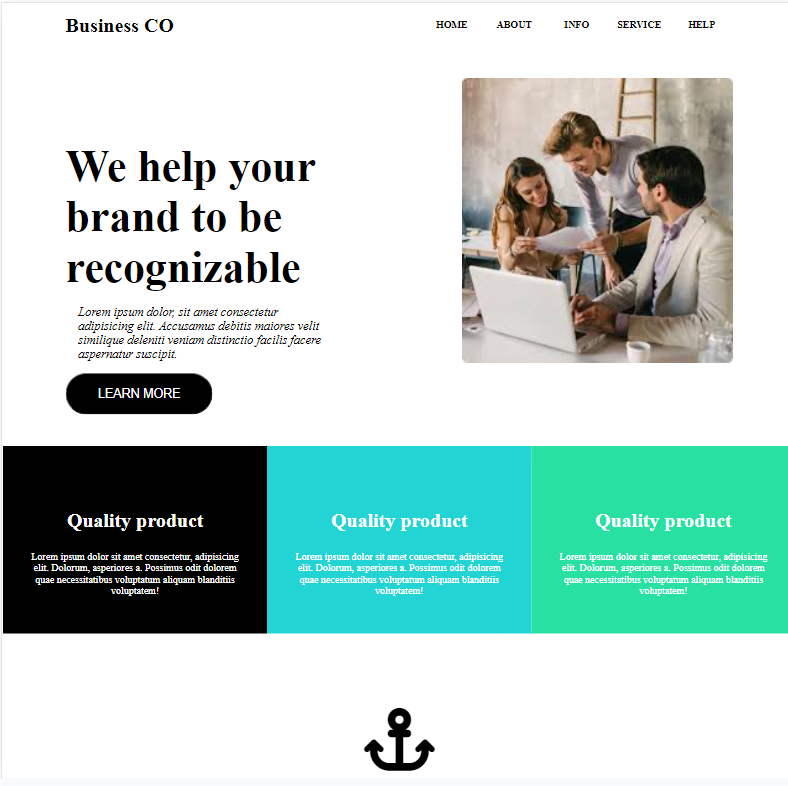 Business CO
HOME ABOUT INFO SERVICE HELP
We help your
brand to be
recognizable
Lorem ipsum dolor, sit amet consectetur
adipisicing elit. Accusamus debitis maiores velit
similique deleniti veniam distinctio facilis facere
aspernatur suscipit.
LEARN MORE
Quality product
Lorem ipsum dolor sit amet consectetur, adipisicing
elit. Dolorum, asperiores a. Possimus odit dolorem
quae necessitatibus voluptatum aliquam blanditiis
voluptatem!
Quality product
Lorem ipsum dolor sit amet consectetur, adipisicing
elit. Dolorum, asperiores a. Possimus odit dolorem
quae necessitatibus voluptatum aliquam blanditiis
voluptatem!
Quality product
Lorem ipsum dolor sit amet consectetur, adipisicing
elit. Dolorum, asperiores a. Possimus odit dolorem
quae necessitatibus voluptatum aliquam blanditiis
voluptatem!